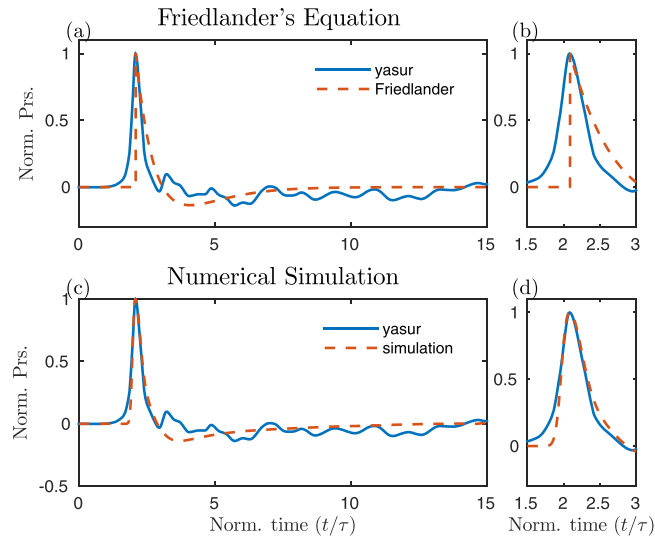 Friedlander's Equation
(a)
(b)
1
0.5
0
Norm. Prs.
yasur
Friedlander
0 5 10 15
1
0.5
0
1.5 2 2.5 3
Numerical Simulation
(c)
(d)
1
0.5
0
-0.5
Norm. Prs.
yasur
simulation
0 5 10 15
Norm. time (t/τ)
1
0.5
0
1.5 2 2.5 3
Norm. time (t/τ)